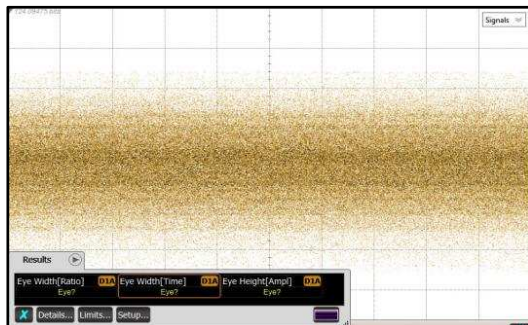 Signals
Results
Eye Width[Ratio] D1A Eye Width[Time] D1A Eye Height[Ampl] D1A
Eye? Eye? Eye?
Details... Limits... Setup...